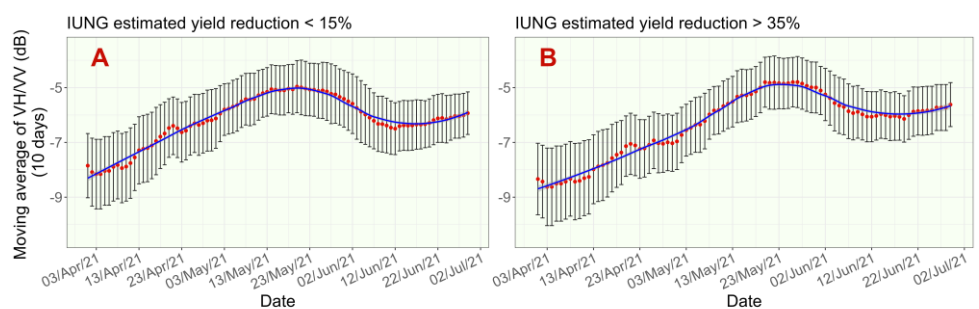 IUNG estimated yield reduction < 15%
IUNG estimated yield reduction > 35%
A
B
Moving average of VH/VV (dB)
(10 days)
-5
-7
-9
-5
-7
-9
03/Apr/21
13/Apr/21
23/Apr/21
03/May/21
13/May/21
23/May/21
02/Jun/21
12/Jun/21
22/Jun/21
02/Jul/21
03/Apr/21
13/Apr/21
23/Apr/21
03/May/21
13/May/21
23/May/21
02/Jun/21
12/Jun/21
22/Jun/21
02/Jul/21
Date
Date